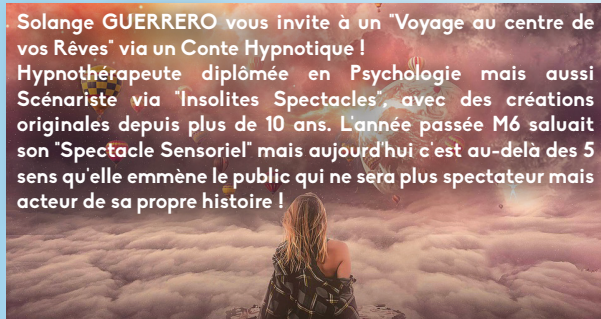 Solange GUERRERO vous invite à un "Voyage au centre de
vos Rêves" via un Conte Hypnotique !
Hypnothérapeute diplômée en Psychologie mais aussi
Scénariste via "Insolites Spectacles", avec des créations
originales depuis plus de 10 ans. L'année passée M6 saluait
son "Spectacle Sensoriel" mais aujourd'hui c'est au-delà des 5
sens qu'elle emmène le public qui ne sera plus spectateur mais
acteur de sa propre histoire !